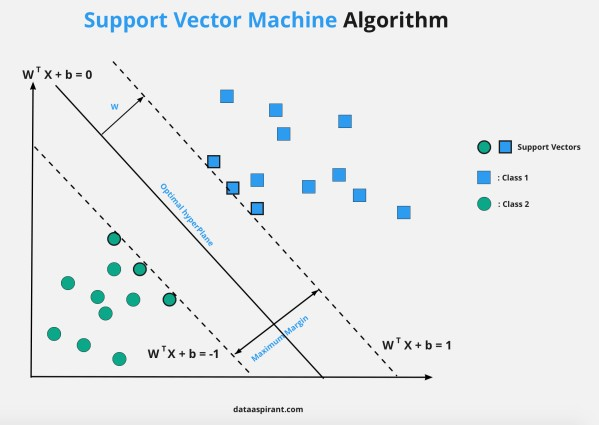 Support Vector Machine Algorithm
W T X + b = 0
W
Support Vectors
: Class 1
: Class 2
Optimal hyperPlane
Maximum Margin
W T X + b = 1
W T X + b = -1
dataaspirant.com